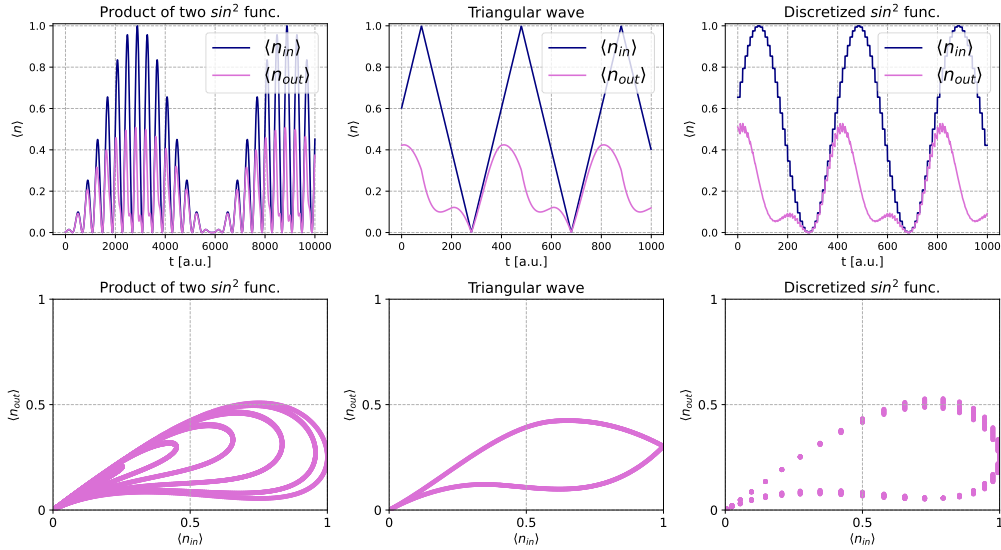 Product of two sin² func.
Triangular wave
Discretized sin² func.
⟨n⟩
1.0
0.8
0.6
0.4
0.2
0.0
⟨n_in⟩
⟨n_out⟩
0
2000
4000
6000
8000
10000
t [a.u.]
⟨n⟩
1.0
0.8
0.6
0.4
0.2
0.0
⟨n_in⟩
⟨n_out⟩
0
200
400
600
800
1000
t [a.u.]
⟨n⟩
1.0
0.8
0.6
0.4
0.2
0.0
⟨n_in⟩
⟨n_out⟩
0
200
400
600
800
1000
t [a.u.]
Product of two sin² func.
Triangular wave
Discretized sin² func.
⟨n_out⟩
1
0.5
0
0
0.5
1
⟨n_in⟩
⟨n_out⟩
1
0.5
0
0
0.5
1
⟨n_in⟩
⟨n_out⟩
1
0.5
0
0
0.5
1
⟨n_in⟩